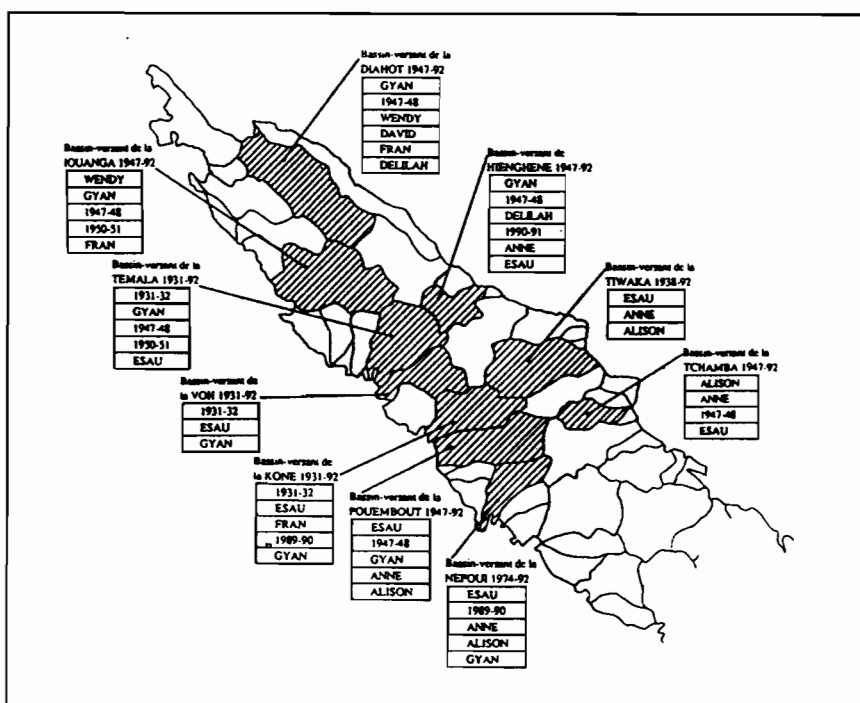 Bassin-versant de la
DIAHOT 1947-92
GYAN
1947-48
WENDY
DAVID
FRAN
DELILAH
Bassin-versant de la
IOUANGA 1947-92
WENDY
GYAN
1947-48
1950-51
FRAN
Bassin-versant de
HIENGHENE 1947-92
GYAN
1947-48
DELILAH
1990-91
ANNE
ESAU
Bassin-versant de la
TEMALA 1931-92
1931-32
GYAN
1947-48
1950-51
ESAU
Bassin-versant de la
TIWAKA 1938-92
ESAU
ANNE
ALISON
Bassin-versant de la
TCHAMBA 1947-92
ALISON
ANNE
1947-48
ESAU
Bassin-versant de
la VOH 1931-92
1931-32
ESAU
GYAN
Bassin-versant de
la KONE 1931-92
1931-32
ESAU
FRAN
1989-90
GYAN
Bassin-versant de la
POUEMBOUT 1947-92
ESAU
1947-48
GYAN
ANNE
ALISON
Bassin-versant de la
NEPOUI 1974-92
ESAU
1989-90
ANNE
ALISON
GYAN